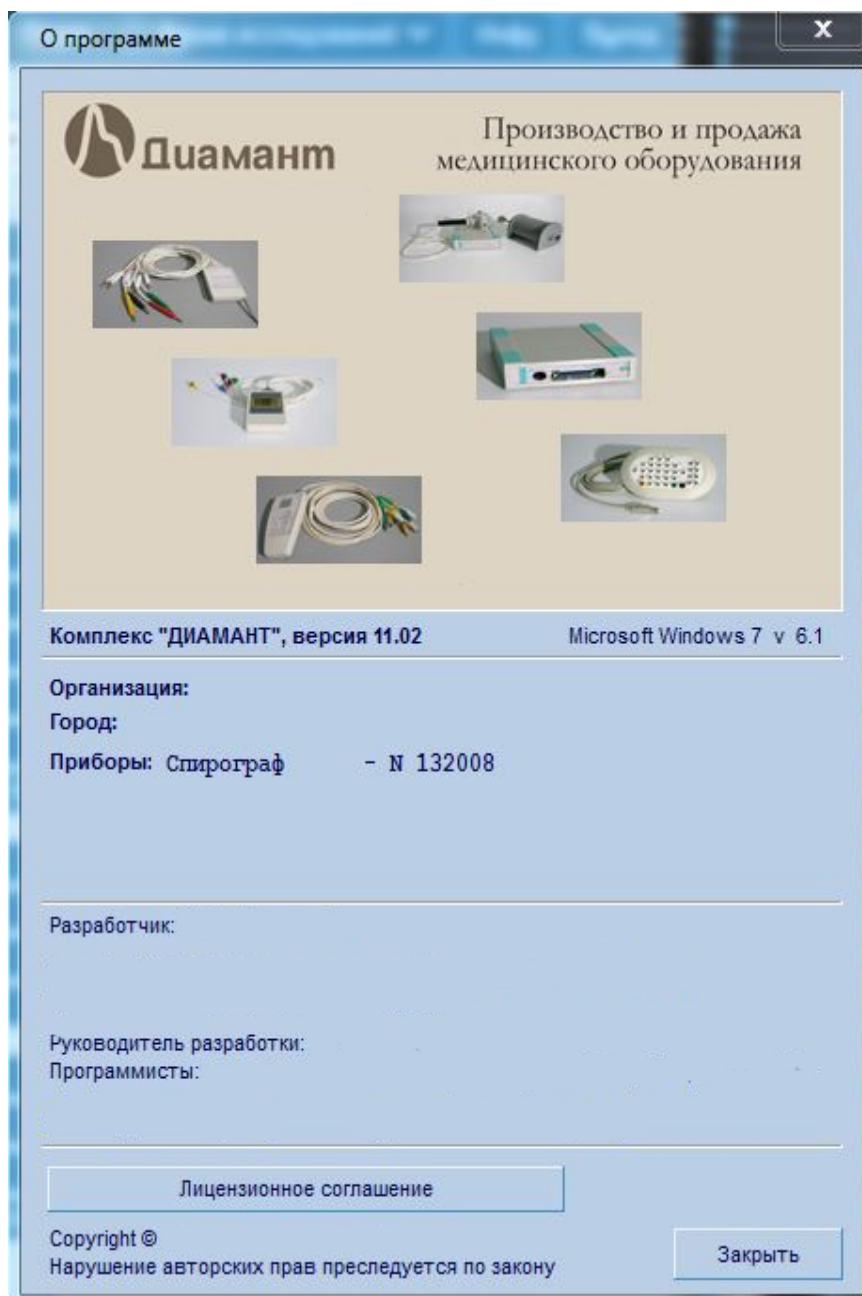 О программе
Диамант
Производство и продажа
медицинского оборудования
Комплекс "ДИАМАНТ", версия 11.02
Microsoft Windows 7 v 6.1
Организация:
Город:
Приборы: Спирограф - N 132008
Разработчик:
Руководитель разработки:
Программисты:
Лицензионное соглашение
Copyright ©
Нарушение авторских прав преследуется по закону
Закрыть